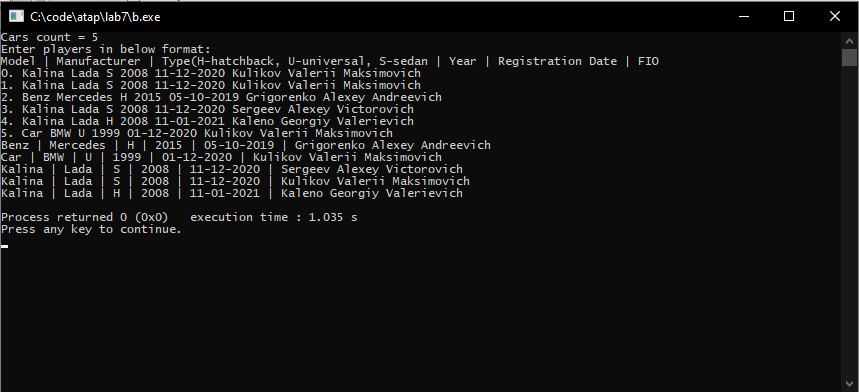 C:\code\atap\lab7\b.exe
Cars count = 5
Enter players in below format:
Model | Manufacturer | Type(H-hatchback, U-universal, S-sedan | Year | Registration Date | FIO
0. Kalina Lada S 2008 11-12-2020 Kulikov Valerii Maksimovich
1. Kalina Lada S 2008 11-12-2020 Kulikov Valerii Maksimovich
2. Benz Mercedes H 2015 05-10-2019 Grigorenko Alexey Andreevich
3. Kalina Lada S 2008 11-12-2020 Sergeev Alexey Victorovich
4. Kalina Lada H 2008 11-01-2021 Kaleno Georgiy Valerievich
5. Car BMW U 1999 01-12-2020 Kulikov Valerii Maksimovich
Benz | Mercedes | H | 2015 | 05-10-2019 | Grigorenko Alexey Andreevich
Car | BMW | U | 1999 | 01-12-2020 | Kulikov Valerii Maksimovich
Kalina | Lada | S | 2008 | 11-12-2020 | Sergeev Alexey Victorovich
Kalina | Lada | S | 2008 | 11-12-2020 | Kulikov Valerii Maksimovich
Kalina | Lada | H | 2008 | 11-01-2021 | Kaleno Georgiy Valerievich
Process returned 0 (0x0)   execution time : 1.035 s
Press any key to continue.